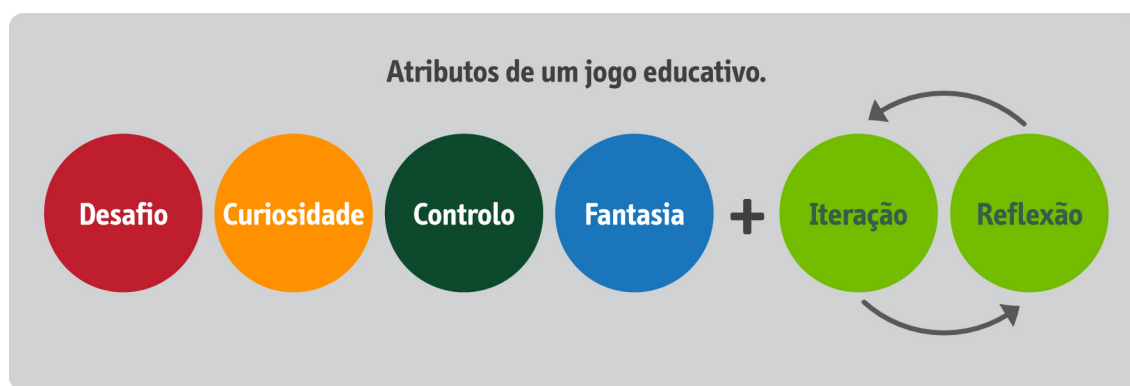 Atributos de um jogo educativo.
Desafio
Curiosidade
Controlo
Fantasia
+
Iteração
Reflexão